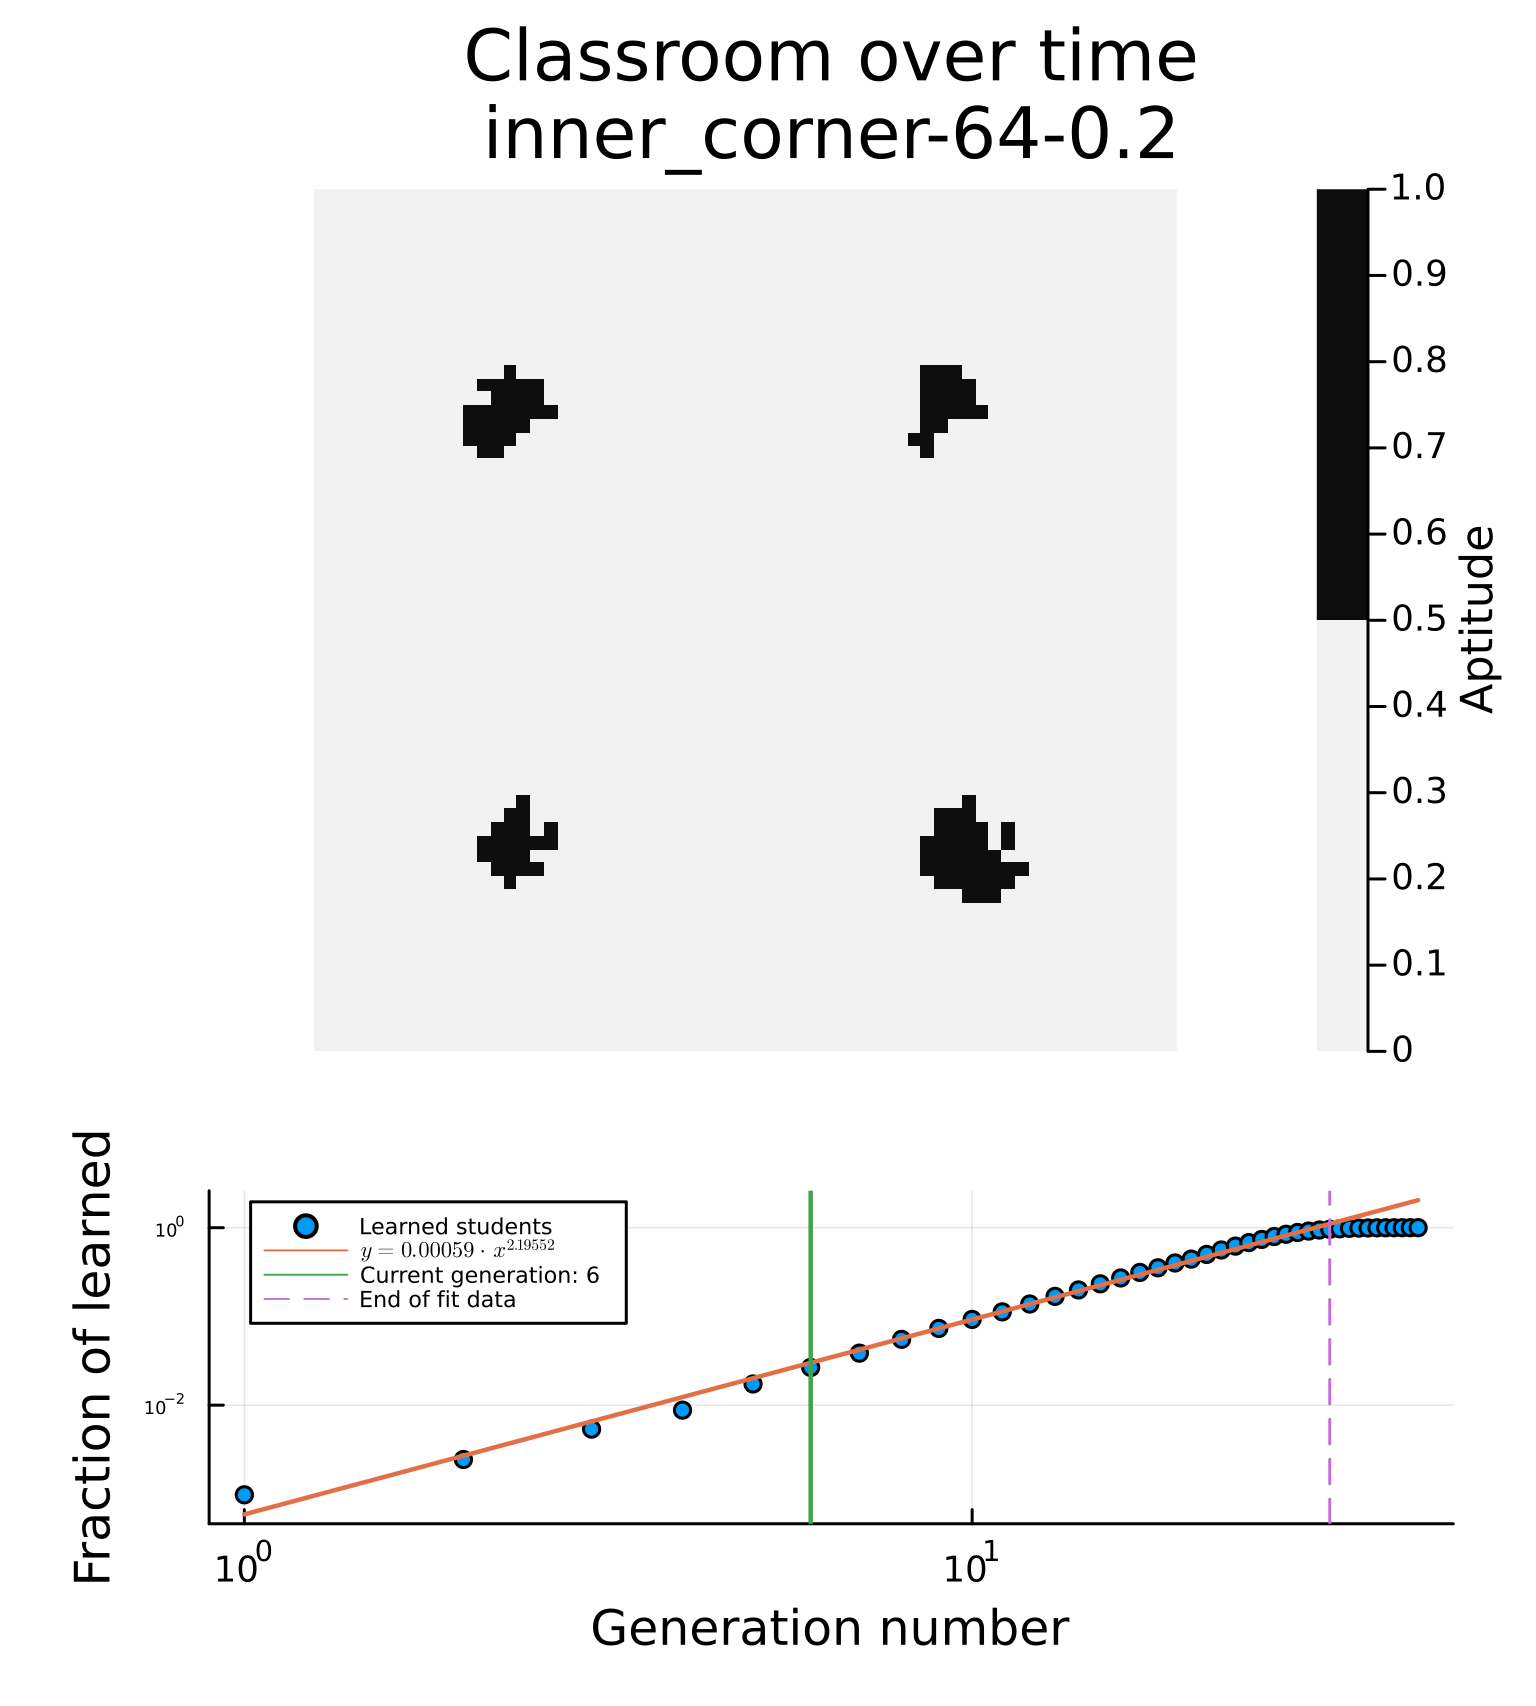 Classroom over time
inner_corner-64-0.2
1.0
0.9
0.8
0.7
0.6
0.5
0.4
0.3
0.2
0.1
0
Aptitude
Fraction of learned
10⁰
10⁻²
Learned students
y = 0.00059 · x^2.19552
Current generation: 6
End of fit data
10⁰
10¹
Generation number